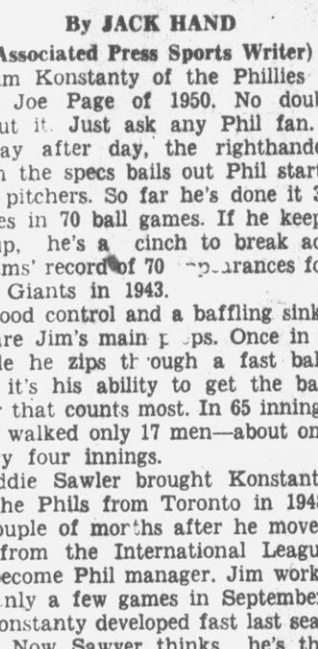 By JACK HAND
Associated Press Sports Writer)
m Konstanty of the Phillies
Joe Page of 1950. No doub
ut it. Just ask any Phil fan.
ay after day, the righthande
the specs bails out Phil start
pitchers. So far he's done it
es in 70 ball games. If he keep
up, he's a cinch to break
ms' record of 70
Giants in 1943.
ood control and a baffling sink
are Jim's main
le he zips through a fast bal
it's his ability to get the ba
that counts most. In 65 inning
walked only 17 men—about on
y four innings.
ddie Sawler brought Konstant
he Phils from Toronto in 194
ouple of months after he move
from the International Leagu
become Phil manager. Jim work
nly a few games in September
onstanty developed fast last sea
Now Sawyer thinks he's th